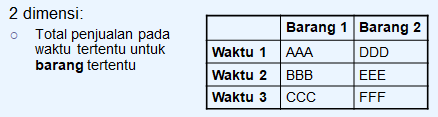 2 dimensi:
○ Total penjualan pada
waktu tertentu untuk
barang tertentu
Barang 1 Barang 2
Waktu 1 AAA DDD
Waktu 2 BBB EEE
Waktu 3 CCC FFF